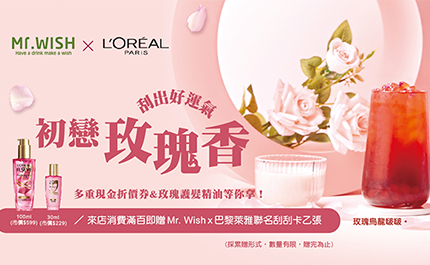 Mr.WISH
Have a drink make a wish
×
L'ORÉAL
PARIS
刮出好運氣
初戀玫瑰香
多重現金折價券&玫瑰護髮精油等你拿!
100ml
(市價$599)
30ml
(市價$229)
來店消費滿百即贈 Mr. Wish x 巴黎萊雅聯名刮刮卡乙張
玫瑰烏龍啵啵。
(採索贈形式,數量有限,贈完為止)